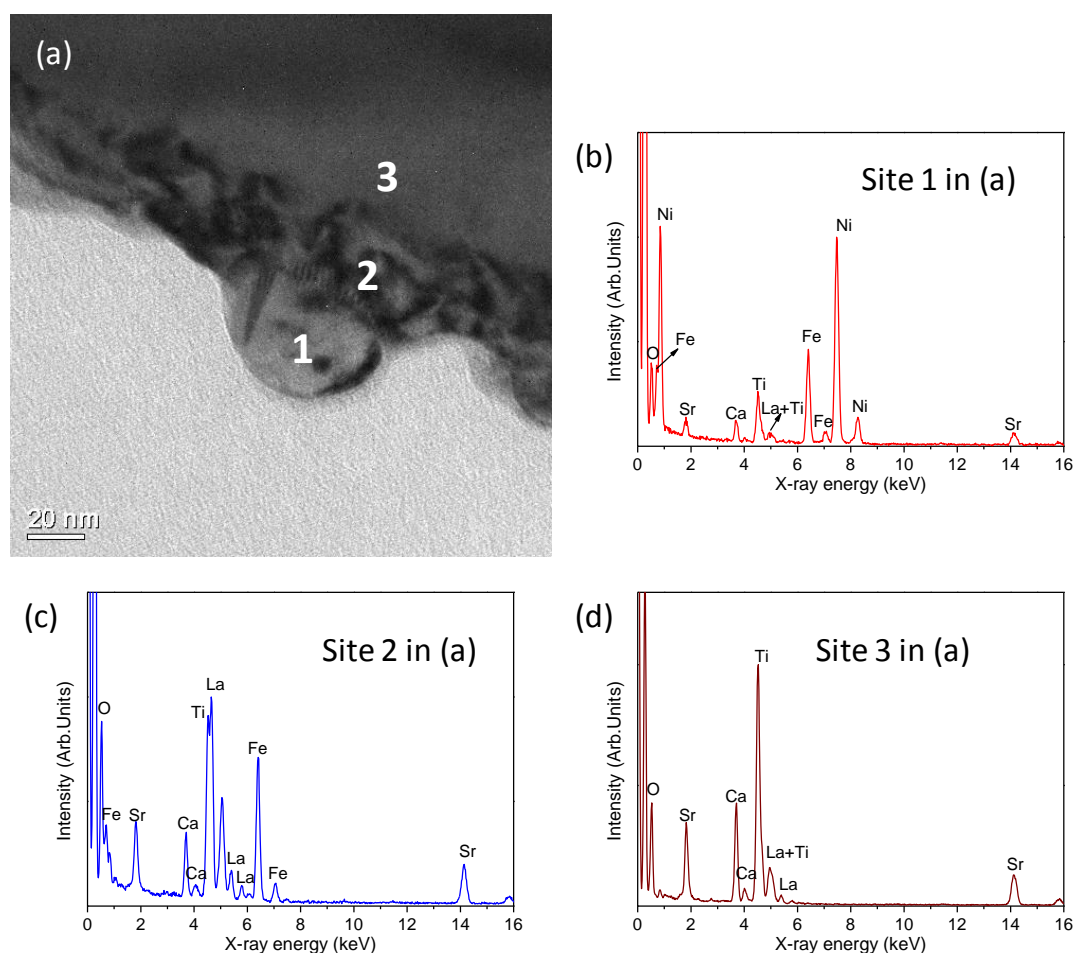 (a)
3
2
1
20 nm
(b)
Site 1 in (a)
Intensity (Arb.Units)
Ni
Ni
O
Fe
Fe
Ti
La+Ti
Sr
Ca
Fe
Ni
Sr
0 2 4 6 8 10 12 14 16
X-ray energy (keV)
(c)
Site 2 in (a)
Intensity (Arb.Units)
La
O
Ti
Fe
Fe
Sr
Ca
Ca
La
La
Fe
Sr
0 2 4 6 8 10 12 14 16
X-ray energy (keV)
(d)
Site 3 in (a)
Intensity (Arb.Units)
Ti
Ca
O
Sr
La+Ti
Ca
La
Sr
0 2 4 6 8 10 12 14 16
X-ray energy (keV)